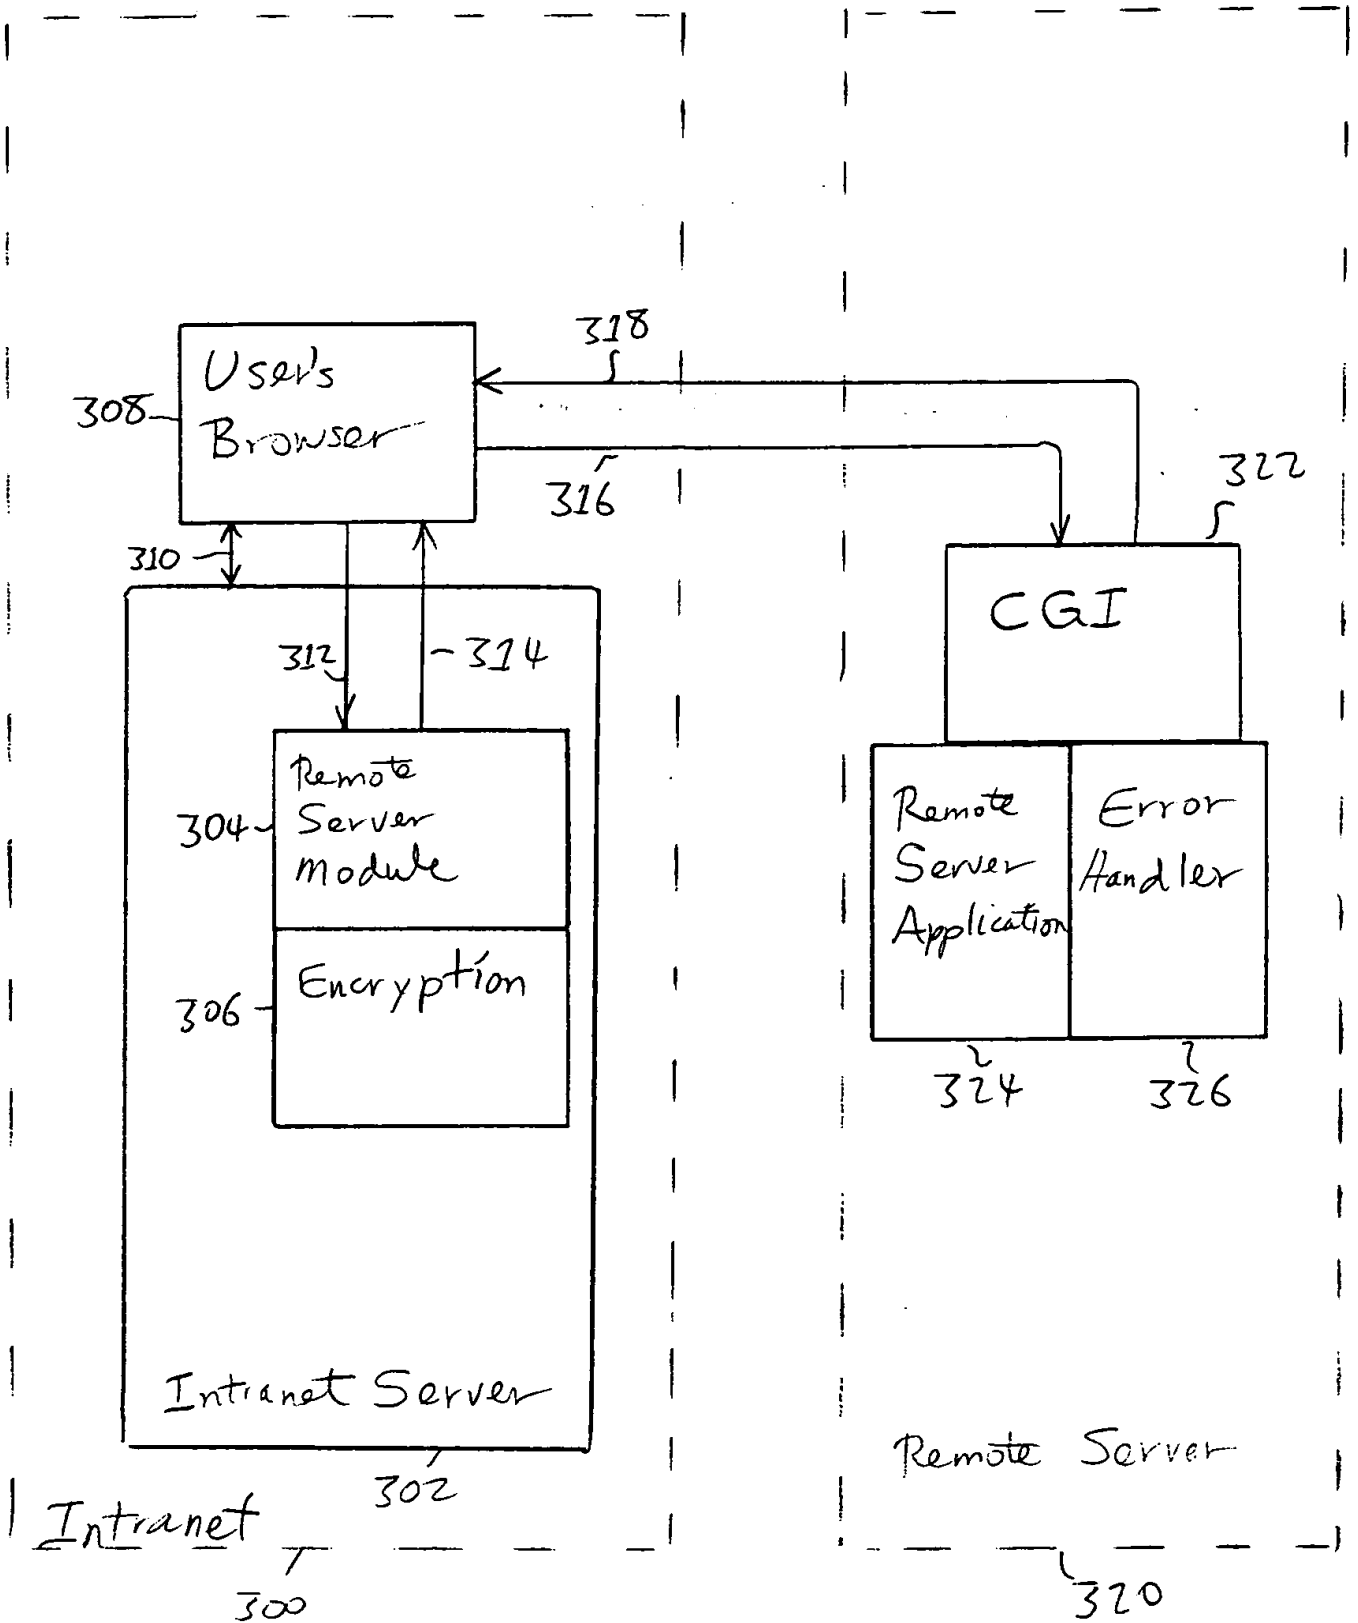 318
User's
308
Browser
316
322
310
CGI
312
314
Remote
Server
Module
304
Remote
Server
Application
Error
Handler
Encryption
306
324
326
Intranet Server
302
Remote Server
Intranet
300
320